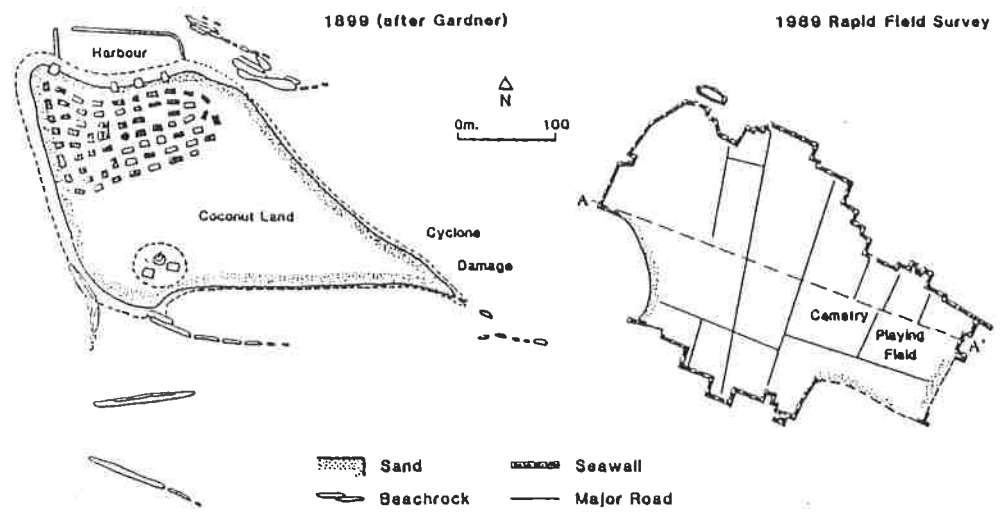 1899 (after Gardner)
1989 Rapid Field Survey
Harbour
N
0m. 100
Coconut Land
Cyclone
Damage
A
Cemetry
Playing
Field
A'
Sand
Seawall
Beachrock
Major Road